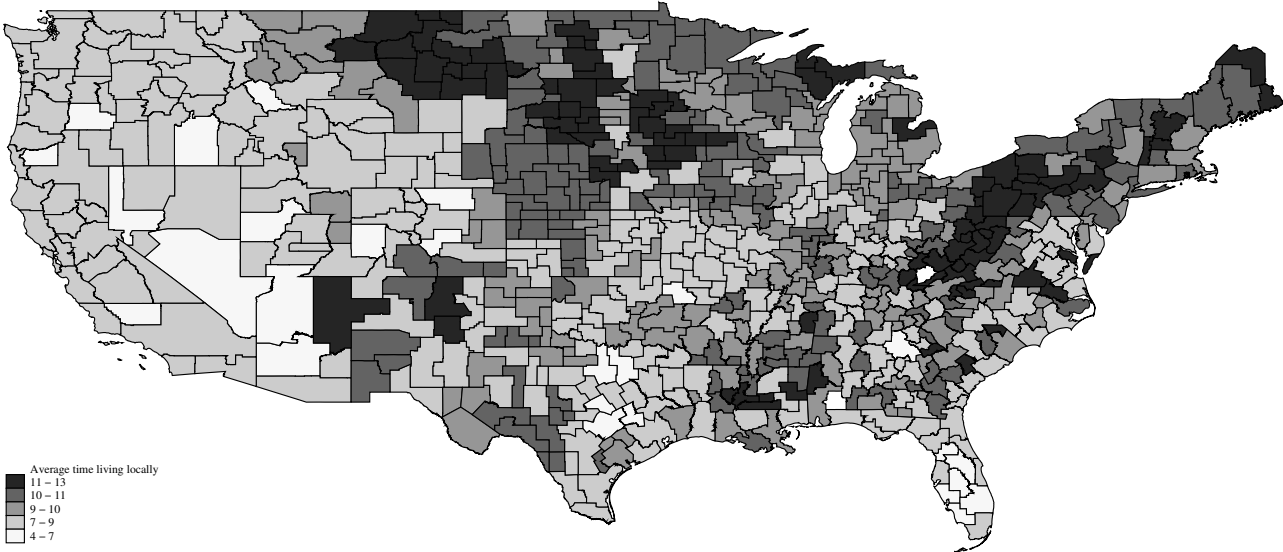 Average time living locally
11 – 13
10 – 11
9 – 10
7 – 9
4 – 7